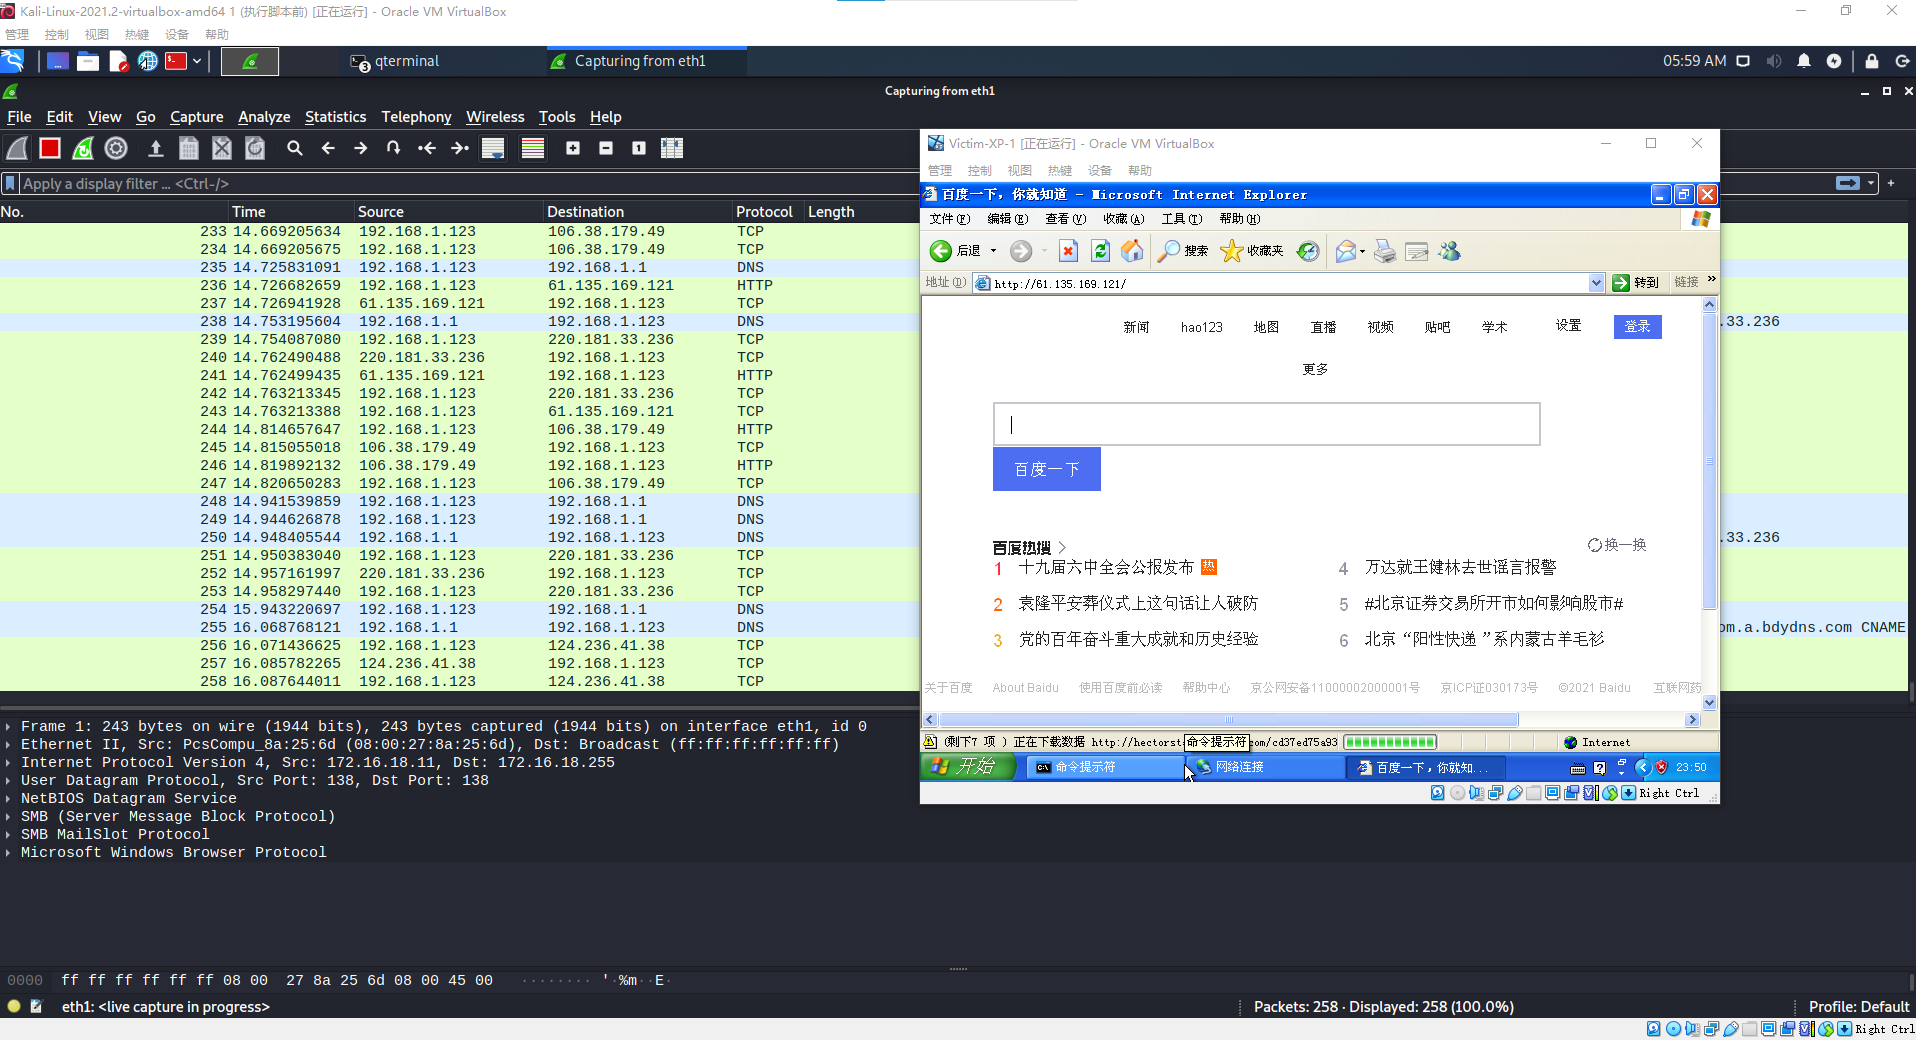 Kali-Linux-2021.2-virtualbox-amd64 1 (执行脚本前) [正在运行] - Oracle VM VirtualBox
管理 控制 视图 热键 设备 帮助
qterminal
Capturing from eth1
05:59 AM
Capturing from eth1
File Edit View Go Capture Analyze Statistics Telephony Wireless Tools Help
Apply a display filter ... <Ctrl-/>
No. Time Source Destination Protocol Length
233 14.669205634 192.168.1.123 106.38.179.49 TCP
234 14.669205675 192.168.1.123 106.38.179.49 TCP
235 14.725831091 192.168.1.123 192.168.1.1 DNS
236 14.726682659 192.168.1.123 61.135.169.121 HTTP
237 14.726941928 61.135.169.121 192.168.1.123 TCP
238 14.753195604 192.168.1.1 192.168.1.123 DNS .33.236
239 14.754087080 192.168.1.123 220.181.33.236 TCP
240 14.762490488 220.181.33.236 192.168.1.123 TCP
241 14.762499435 61.135.169.121 192.168.1.123 HTTP
242 14.763213345 192.168.1.123 220.181.33.236 TCP
243 14.763213388 192.168.1.123 61.135.169.121 TCP
244 14.814657647 192.168.1.123 106.38.179.49 HTTP
245 14.815055018 106.38.179.49 192.168.1.123 TCP
246 14.819892132 106.38.179.49 192.168.1.123 HTTP
247 14.820650283 192.168.1.123 106.38.179.49 TCP
248 14.941539859 192.168.1.123 192.168.1.1 DNS
249 14.944626878 192.168.1.123 192.168.1.1 DNS
250 14.948405544 192.168.1.1 192.168.1.123 DNS .33.236
251 14.950383040 192.168.1.123 220.181.33.236 TCP
252 14.957161997 220.181.33.236 192.168.1.123 TCP
253 14.958297440 192.168.1.123 220.181.33.236 TCP
254 15.943220697 192.168.1.123 192.168.1.1 DNS
255 16.068768121 192.168.1.1 192.168.1.123 DNS om.a.bdydns.com CNAME
256 16.071436625 192.168.1.123 124.236.41.38 TCP
257 16.085782265 124.236.41.38 192.168.1.123 TCP
258 16.087644011 192.168.1.123 124.236.41.38 TCP
Frame 1: 243 bytes on wire (1944 bits), 243 bytes captured (1944 bits) on interface eth1, id 0
Ethernet II, Src: PcsCompu_8a:25:6d (08:00:27:8a:25:6d), Dst: Broadcast (ff:ff:ff:ff:ff:ff)
Internet Protocol Version 4, Src: 172.16.18.11, Dst: 172.16.18.255
User Datagram Protocol, Src Port: 138, Dst Port: 138
NetBIOS Datagram Service
SMB (Server Message Block Protocol)
SMB MailSlot Protocol
Microsoft Windows Browser Protocol
0000 ff ff ff ff ff ff 08 00 27 8a 25 6d 08 00 45 00 ········ '·%m··E·
eth1: <live capture in progress>
Packets: 258 · Displayed: 258 (100.0%)
Profile: Default
Right Ctrl
Victim-XP-1 [正在运行] - Oracle VM VirtualBox
管理 控制 视图 热键 设备 帮助
百度一下，你就知道 - Microsoft Internet Explorer
文件(F) 编辑(E) 查看(V) 收藏(A) 工具(T) 帮助(H)
后退 搜索 收藏夹
地址(D) http://61.135.169.121/ 转到 链接 »
新闻 hao123 地图 直播 视频 贴吧 学术 设置 登录
更多
百度一下
百度热搜 换一换
1 十九届六中全会公报发布 热
4 万达就王健林去世谣言报警
2 袁隆平安葬仪式上这句话让人破防
5 #北京证券交易所开市如何影响股市#
3 党的百年奋斗重大成就和历史经验
6 北京“阳性快递”系内蒙古羊毛衫
关于百度 About Baidu 使用百度前必读 帮助中心 京公网安备11000002000001号 京ICP证030173号 ©2021 Baidu 互联网药
(剩下7 项 ) 正在下载数据 http://hectorst 命令提示符 com/cd37ed75a93 Internet
开始 命令提示符 网络连接 百度一下，你就知... 23:50
Right Ctrl